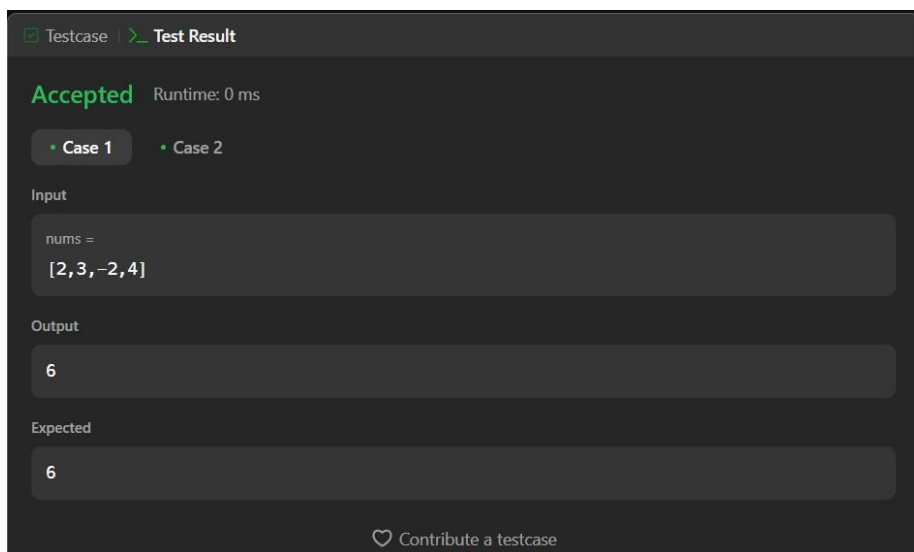 Testcase | >_ Test Result
Accepted Runtime: 0 ms
• Case 1 • Case 2
Input
nums =
[2,3,-2,4]
Output
6
Expected
6
Contribute a testcase